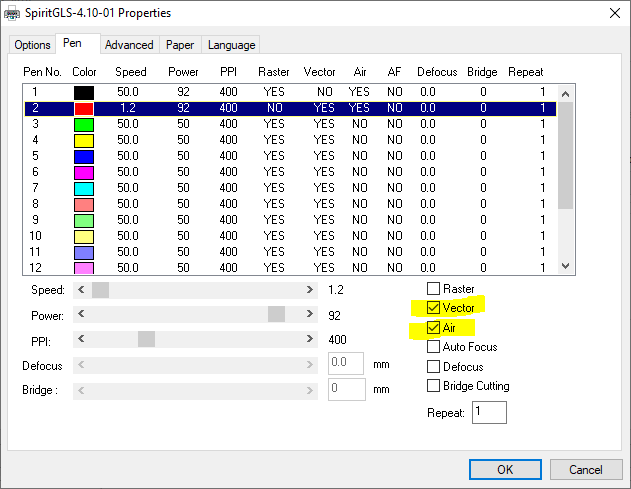 SpiritGLS-4.10-01 Properties
Options Pen Advanced Paper Language
Pen No. Color Speed Power PPI Raster Vector Air AF Defocus Bridge Repeat
1 50.0 92 400 YES NO YES NO 0.0 0 1
2 1.2 92 400 NO YES YES NO 0.0 0 1
3 50.0 50 400 YES YES NO NO 0.0 0 1
4 50.0 50 400 YES YES NO NO 0.0 0 1
5 50.0 50 400 YES YES NO NO 0.0 0 1
6 50.0 50 400 YES YES NO NO 0.0 0 1
7 50.0 50 400 YES YES NO NO 0.0 0 1
8 50.0 50 400 YES YES NO NO 0.0 0 1
9 50.0 50 400 YES YES NO NO 0.0 0 1
10 50.0 50 400 YES YES NO NO 0.0 0 1
11 50.0 50 400 YES YES NO NO 0.0 0 1
12 50.0 50 400 YES YES NO NO 0.0 0 1
Speed: 1.2
Power: 92
PPI: 400
Defocus 0.0 mm
Bridge : 0 mm
Raster
Vector
Air
Auto Focus
Defocus
Bridge Cutting
Repeat: 1
OK Cancel